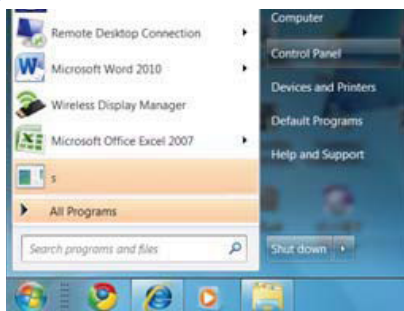 Remote Desktop Connection
Microsoft Word 2010
Wireless Display Manager
Microsoft Office Excel 2007
s
All Programs
Search programs and files
Computer
Control Panel
Devices and Printers
Default Programs
Help and Support
Shut down